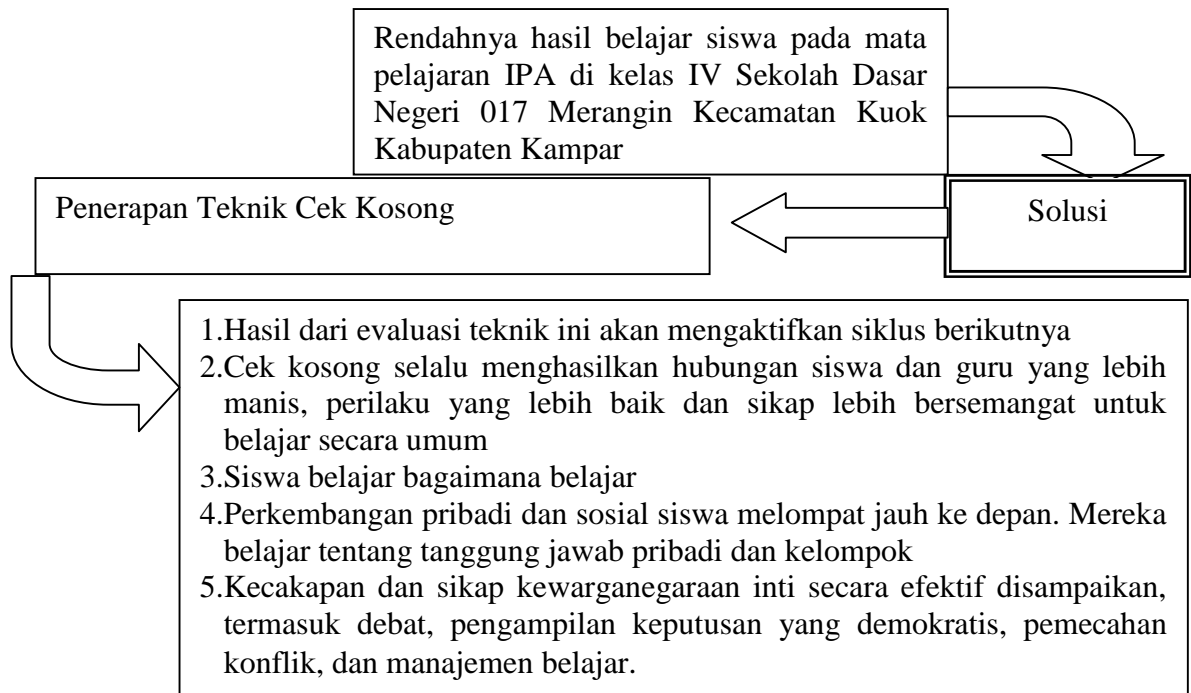 Rendahnya hasil belajar siswa pada mata
pelajaran IPA di kelas IV Sekolah Dasar
Negeri 017 Merangin Kecamatan Kuok
Kabupaten Kampar
Penerapan Teknik Cek Kosong
Solusi
1.Hasil dari evaluasi teknik ini akan mengaktifkan siklus berikutnya
2.Cek kosong selalu menghasilkan hubungan siswa dan guru yang lebih
manis, perilaku yang lebih baik dan sikap lebih bersemangat untuk
belajar secara umum
3.Siswa belajar bagaimana belajar
4.Perkembangan pribadi dan sosial siswa melompat jauh ke depan. Mereka
belajar tentang tanggung jawab pribadi dan kelompok
5.Kecakapan dan sikap kewarganegaraan inti secara efektif disampaikan,
termasuk debat, pengampilan keputusan yang demokratis, pemecahan
konflik, dan manajemen belajar.